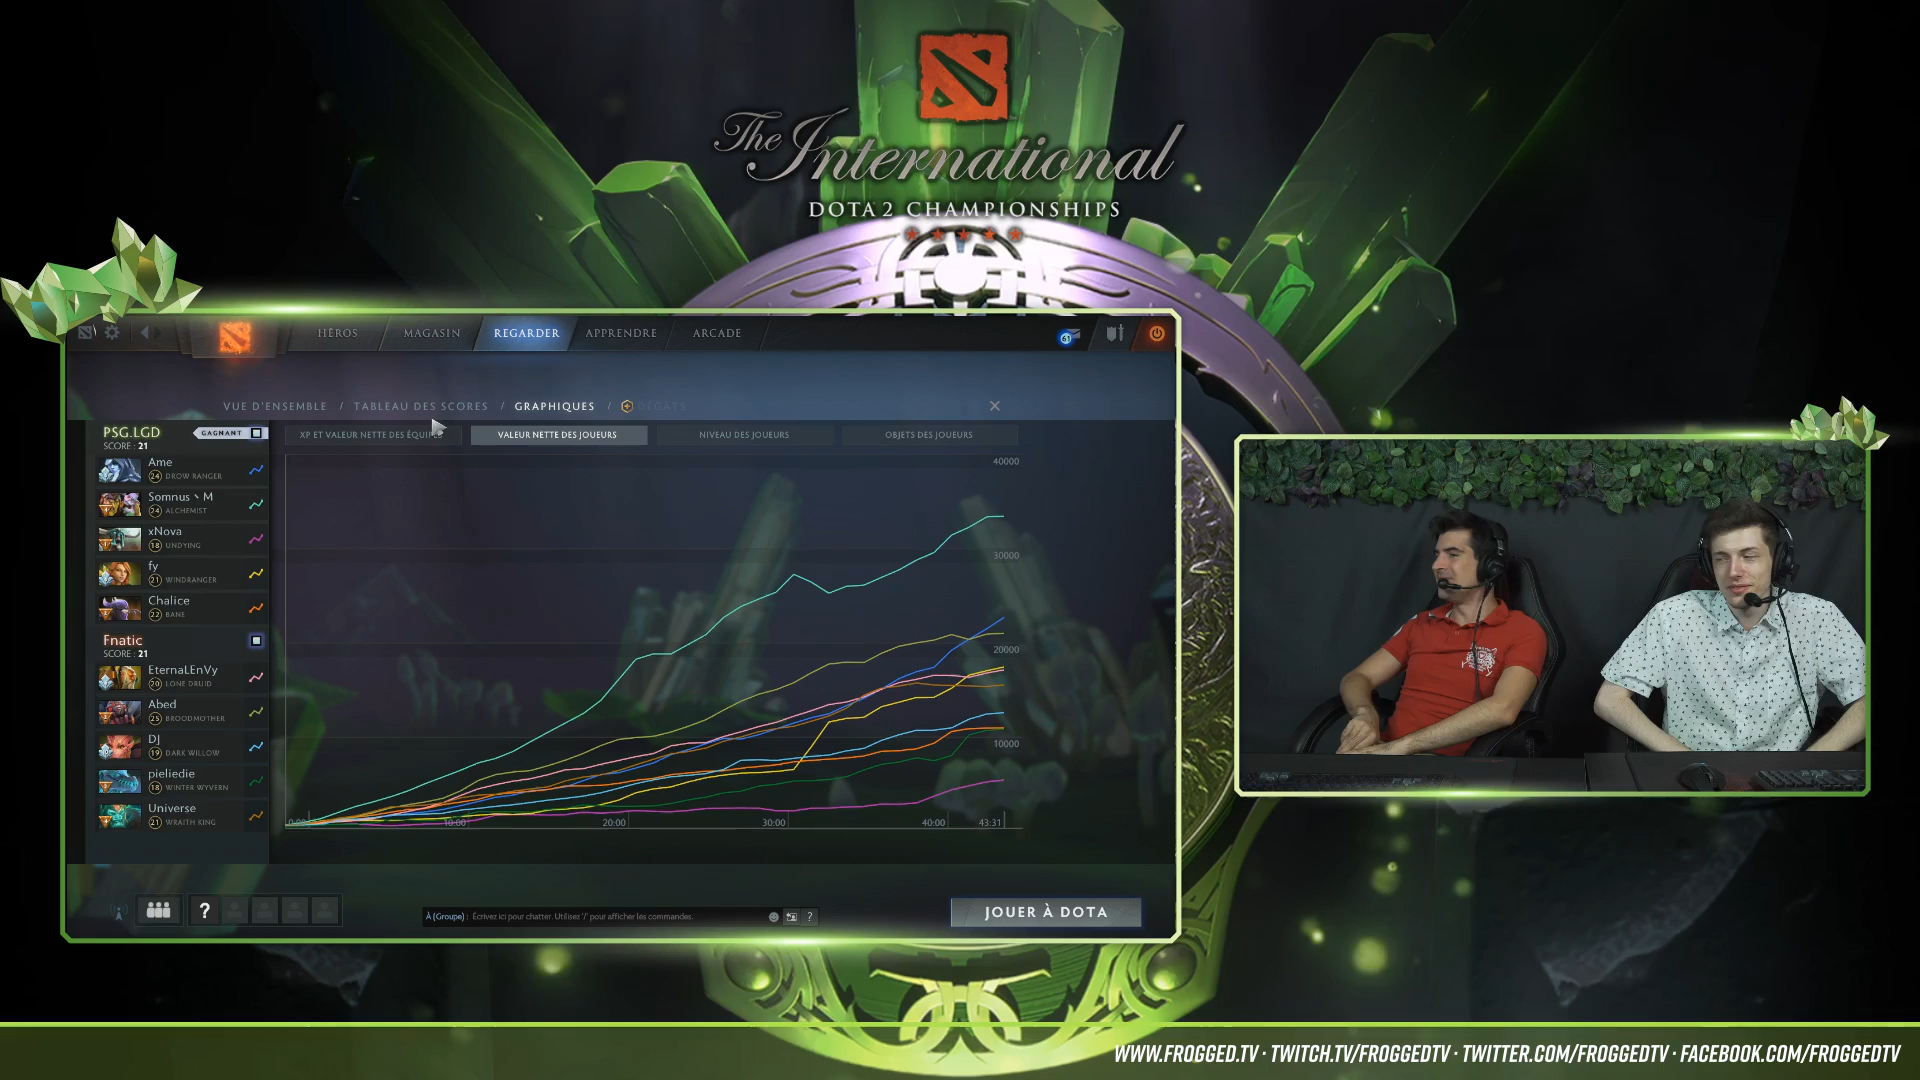 The International
DOTA 2 CHAMPIONSHIPS
HÉROS
MAGASIN
REGARDER
APPRENDRE
ARCADE
61
VUE D'ENSEMBLE / TABLEAU DES SCORES / GRAPHIQUES / DÉGÂTS
XP ET VALEUR NETTE DES ÉQUIPES
VALEUR NETTE DES JOUEURS
NIVEAU DES JOUEURS
OBJETS DES JOUEURS
PSG.LGD
GAGNANT
SCORE : 21
Ame
24 DROW RANGER
Somnus丶M
24 ALCHEMIST
xNova
18 UNDYING
fy
21 WINDRANGER
Chalice
22 BANE
Fnatic
SCORE : 21
EternaLEnVy
20 LONE DRUID
Abed
25 BROODMOTHER
DJ
19 DARK WILLOW
pieliedie
18 WINTER WYVERN
Universe
21 WRAITH KING
40000
30000
20000
10000
0:00
10:00
20:00
30:00
40:00
43:31
?
À (Groupe) : Écrivez ici pour chatter. Utilisez '/' pour afficher les commandes.
?
JOUER À DOTA
WWW.FROGGED.TV · TWITCH.TV/FROGGEDTV · TWITTER.COM/FROGGEDTV · FACEBOOK.COM/FROGGEDTV